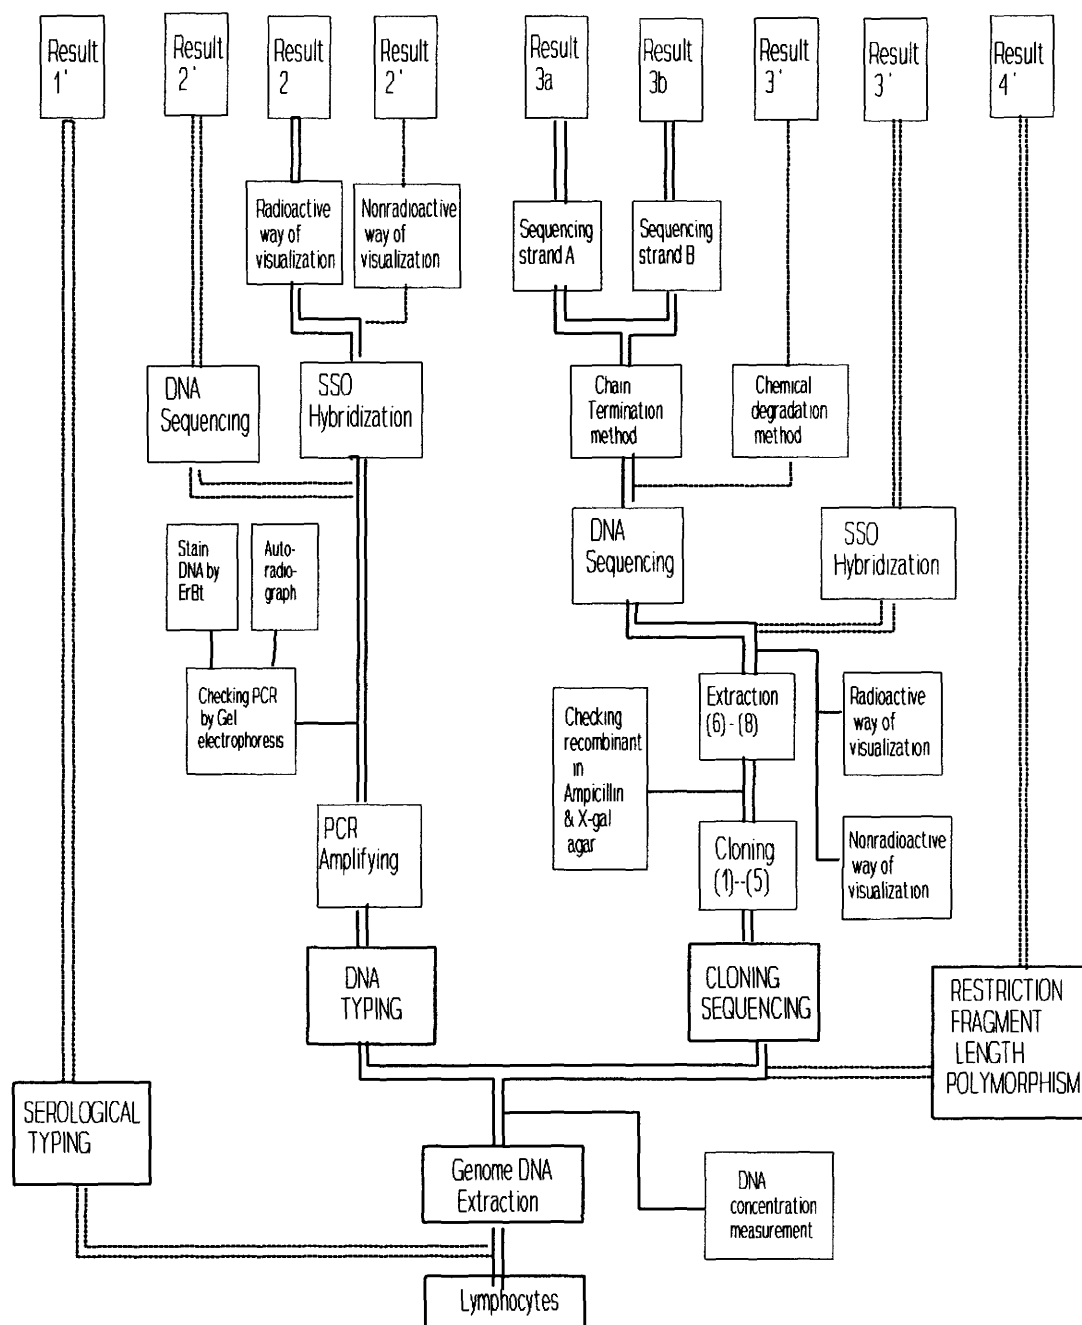 Result
1'
Result
2'
Result
2
Result
2'
Result
3a
Result
3b
Result
3'
Result
3'
Result
4'
Radioactive
way of
visualization
Nonradioactive
way of
visualization
Sequencing
strand A
Sequencing
strand B
DNA
Sequencing
SSO
Hybridization
Chain
Termination
method
Chemical
degradation
method
Stain
DNA by
ErBt
Auto-
radio-
graph
DNA
Sequencing
SSO
Hybridization
Checking PCR
by Gel
electrophoresis
Checking
recombinant
in
Ampicillin
& X-gal
agar
Extraction
(6)-(8)
Radioactive
way of
visualization
PCR
Amplifying
Cloning
(1)--(5)
Nonradioactive
way of
visualization
DNA
TYPING
CLONING
SEQUENCING
RESTRICTION
FRAGMENT
LENGTH
POLYMORPHISM
SEROLOGICAL
TYPING
Genome DNA
Extraction
DNA
concentration
measurement
Lymphocytes